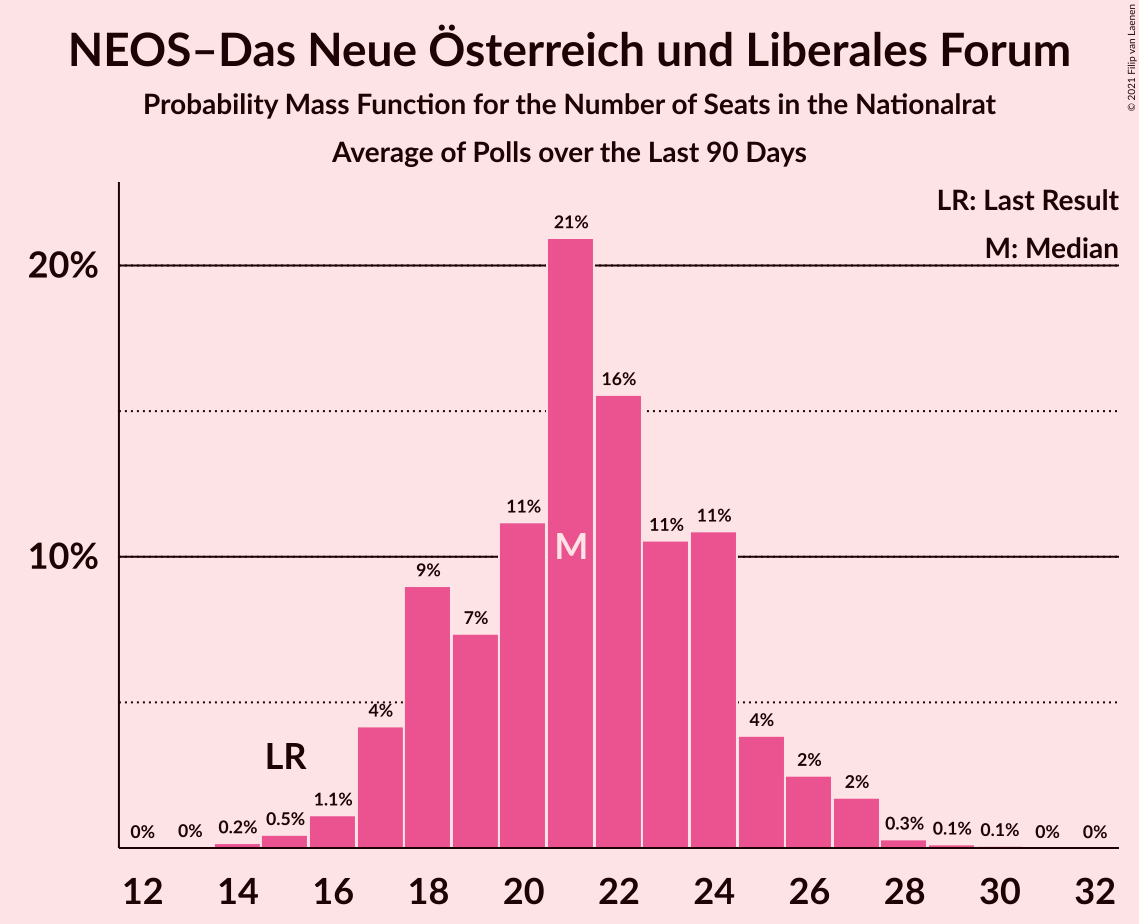 NEOS–Das Neue Österreich und Liberales Forum
Probability Mass Function for the Number of Seats in the Nationalrat
Average of Polls over the Last 90 Days
© 2021 Filip van Laenen
LR: Last Result
M: Median
20%
10%
0% 0% 0.2% 0.5% 1.1% 4% 9% 7% 11% 21% 16% 11% 11% 4% 2% 2% 0.3% 0.1% 0.1% 0% 0%
LR
M
12 14 16 18 20 22 24 26 28 30 32